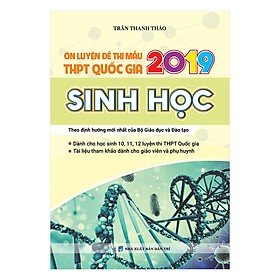 TRẦN THANH THẢO
ÔN LUYỆN ĐỀ THI MẪU
THPT QUỐC GIA 2019
SINH HỌC
Theo định hướng mới nhất của Bộ Giáo dục và Đào tạo
• Dành cho học sinh 10, 11, 12 luyện thi THPT Quốc gia
• Tài liệu tham khảo dành cho giáo viên và phụ huynh
NHÀ XUẤT BẢN DÂN TRÍ